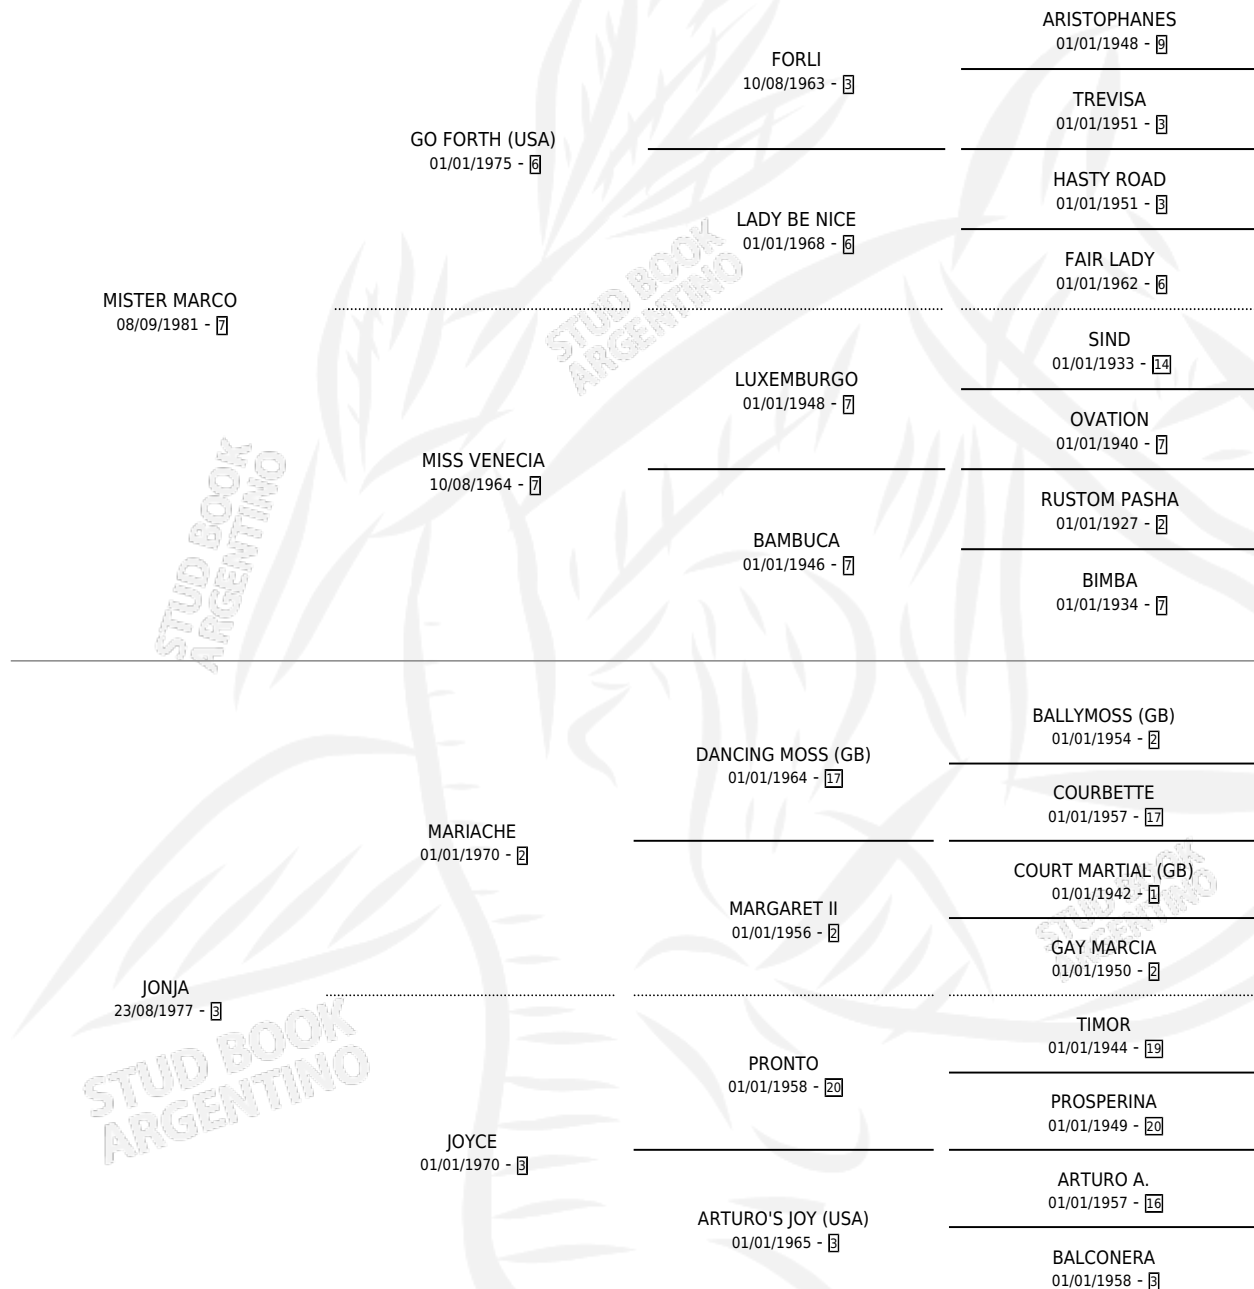 ARISTOPHANES
01/01/1948 - 9
FORLI
10/08/1963 - 3
TREVISA
01/01/1951 - 3
GO FORTH (USA)
01/01/1975 - 6
HASTY ROAD
01/01/1951 - 3
LADY BE NICE
01/01/1968 - 6
FAIR LADY
01/01/1962 - 6
MISTER MARCO
08/09/1981 - 7
SIND
01/01/1933 - 14
LUXEMBURGO
01/01/1948 - 7
OVATION
01/01/1940 - 7
MISS VENECIA
10/08/1964 - 7
RUSTOM PASHA
01/01/1927 - 2
BAMBUCA
01/01/1946 - 7
BIMBA
01/01/1934 - 7
STUD BOOK
ARGENTINO
STUD BOOK
ARGENTINO
BALLYMOSS (GB)
01/01/1954 - 2
DANCING MOSS (GB)
01/01/1964 - 17
COURBETTE
01/01/1957 - 17
MARIACHE
01/01/1970 - 2
COURT MARTIAL (GB)
01/01/1942 - 1
MARGARET II
01/01/1956 - 2
GAY MARCIA
01/01/1950 - 2
STUD BOOK
ARGENTINO
JONJA
23/08/1977 - 3
TIMOR
01/01/1944 - 19
PRONTO
01/01/1958 - 20
PROSPERINA
01/01/1949 - 20
STUD BOOK
ARGENTINO
JOYCE
01/01/1970 - 3
ARTURO A.
01/01/1957 - 16
ARTURO'S JOY (USA)
01/01/1965 - 3
BALCONERA
01/01/1958 - 3